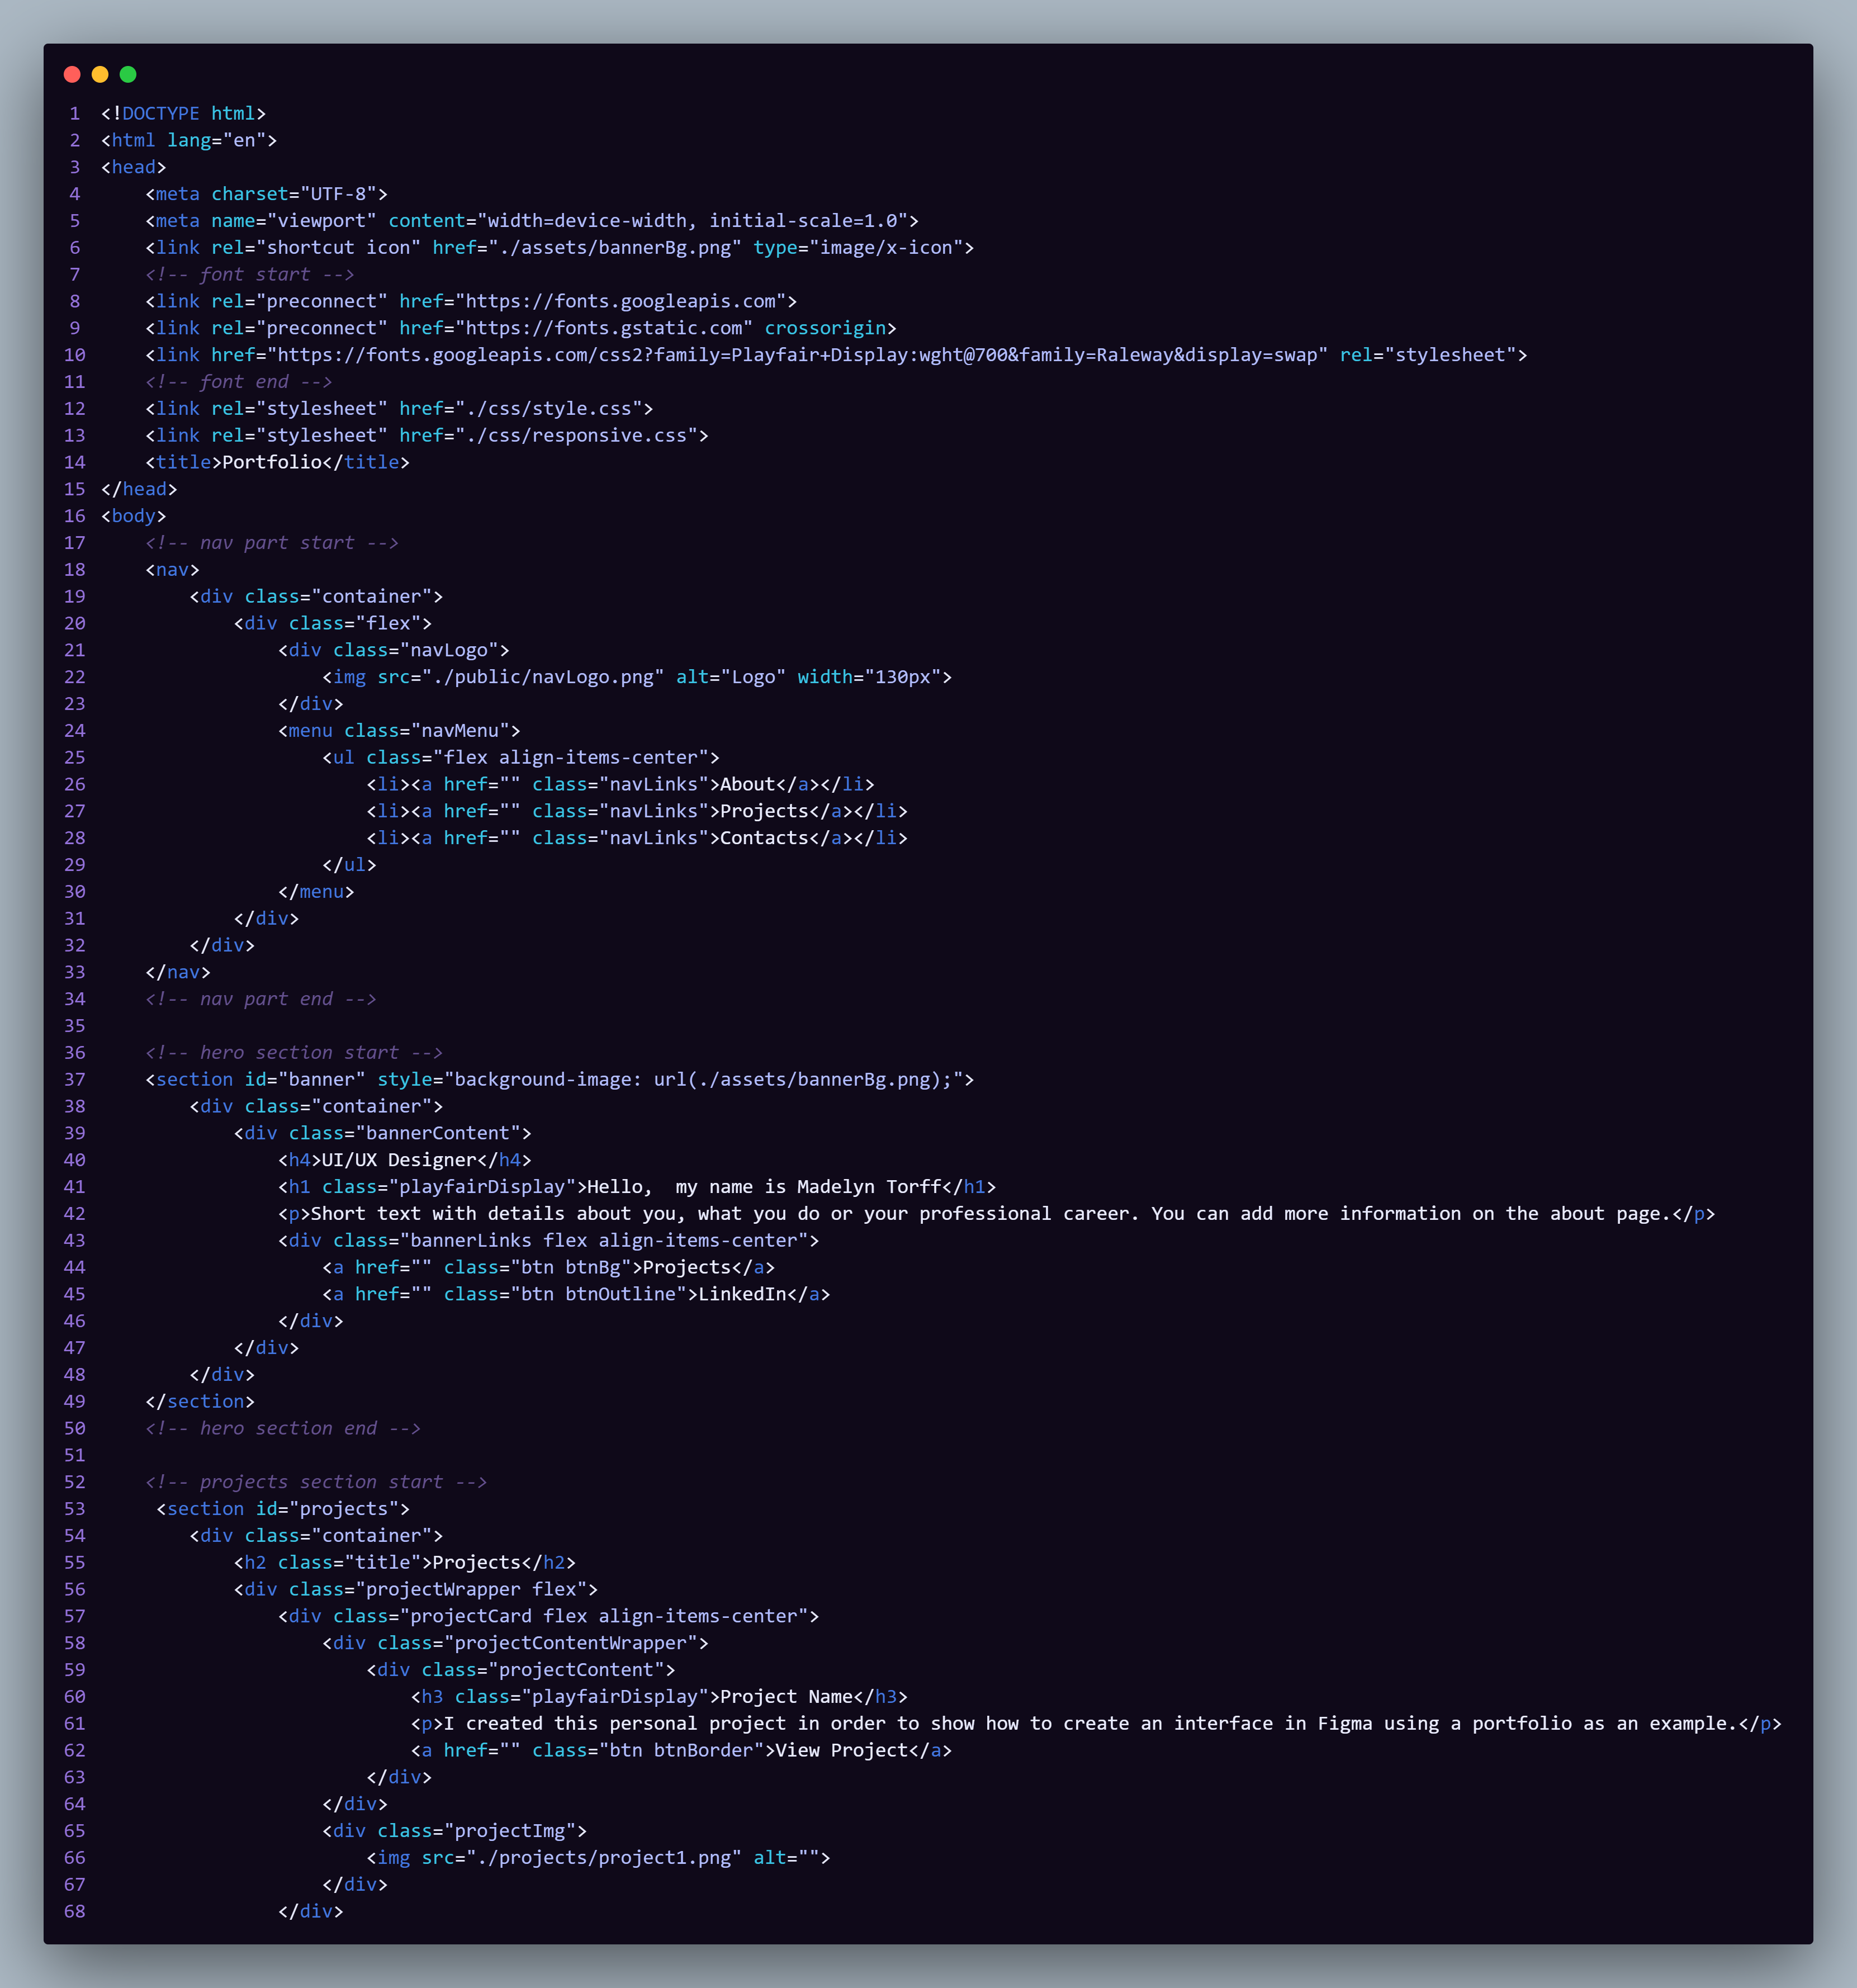 1 <!DOCTYPE html>
2 <html lang="en">
3 <head>
4     <meta charset="UTF-8">
5     <meta name="viewport" content="width=device-width, initial-scale=1.0">
6     <link rel="shortcut icon" href="./assets/bannerBg.png" type="image/x-icon">
7     <!-- font start -->
8     <link rel="preconnect" href="https://fonts.googleapis.com">
9     <link rel="preconnect" href="https://fonts.gstatic.com" crossorigin>
10     <link href="https://fonts.googleapis.com/css2?family=Playfair+Display:wght@700&family=Raleway&display=swap" rel="stylesheet">
11     <!-- font end -->
12     <link rel="stylesheet" href="./css/style.css">
13     <link rel="stylesheet" href="./css/responsive.css">
14     <title>Portfolio</title>
15 </head>
16 <body>
17     <!-- nav part start -->
18     <nav>
19         <div class="container">
20             <div class="flex">
21                 <div class="navLogo">
22                     <img src="./public/navLogo.png" alt="Logo" width="130px">
23                 </div>
24                 <menu class="navMenu">
25                     <ul class="flex align-items-center">
26                         <li><a href="" class="navLinks">About</a></li>
27                         <li><a href="" class="navLinks">Projects</a></li>
28                         <li><a href="" class="navLinks">Contacts</a></li>
29                     </ul>
30                 </menu>
31             </div>
32         </div>
33     </nav>
34     <!-- nav part end -->
35
36     <!-- hero section start -->
37     <section id="banner" style="background-image: url(./assets/bannerBg.png);">
38         <div class="container">
39             <div class="bannerContent">
40                 <h4>UI/UX Designer</h4>
41                 <h1 class="playfairDisplay">Hello,  my name is Madelyn Torff</h1>
42                 <p>Short text with details about you, what you do or your professional career. You can add more information on the about page.</p>
43                 <div class="bannerLinks flex align-items-center">
44                     <a href="" class="btn btnBg">Projects</a>
45                     <a href="" class="btn btnOutline">LinkedIn</a>
46                 </div>
47             </div>
48         </div>
49     </section>
50     <!-- hero section end -->
51
52     <!-- projects section start -->
53      <section id="projects">
54         <div class="container">
55             <h2 class="title">Projects</h2>
56             <div class="projectWrapper flex">
57                 <div class="projectCard flex align-items-center">
58                     <div class="projectContentWrapper">
59                         <div class="projectContent">
60                             <h3 class="playfairDisplay">Project Name</h3>
61                             <p>I created this personal project in order to show how to create an interface in Figma using a portfolio as an example.</p>
62                             <a href="" class="btn btnBorder">View Project</a>
63                         </div>
64                     </div>
65                     <div class="projectImg">
66                         <img src="./projects/project1.png" alt="">
67                     </div>
68                 </div>